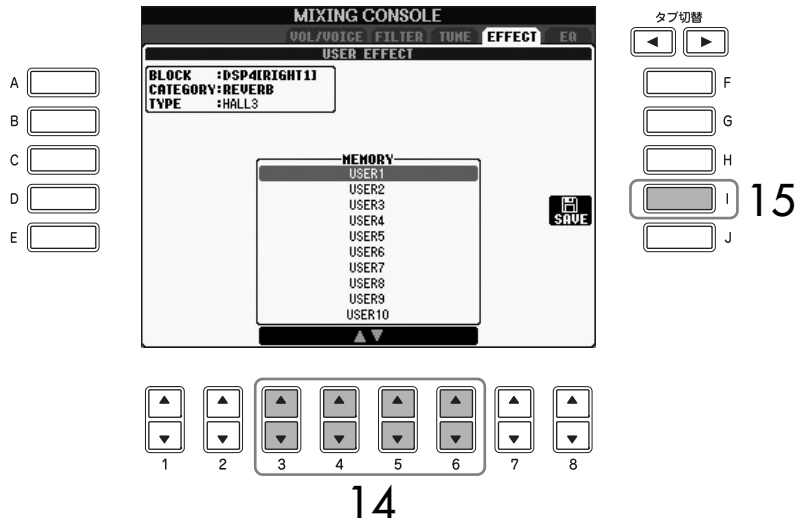 MIXING CONSOLE
VOL/VOICE FILTER TUNE EFFECT EQ
USER EFFECT
BLOCK :DSP4[RIGHT1]
CATEGORY:REVERB
TYPE :HALL3
MEMORY
USER1
USER2
USER3
USER4
USER5
USER6
USER7
USER8
USER9
USER10
▲▼
SAVE
A
B
C
D
E
タブ切替
◀ ▶
F
G
H
I 15
J
1 2 3 4 5 6 7 8
14